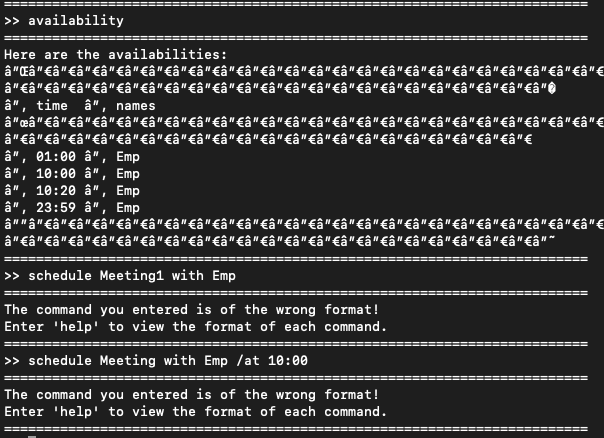 ========================================================================
>> availability
========================================================================
Here are the availabilities:
â"Œâ"€â"€â"€â"€â"€â"€â"€â"€â"€â"€â"€â"€â"€â"€â"€â"€â"€â"€â"€â"€â"€â"€â"€â"€
â"€â"€â"€â"€â"€â"€â"€â"€â"€â"€â"€â"€â"€â"€â"€â"€â"€â"€â"€â"€â"€â"€â"�
â", time  â", names
â"œâ"€â"€â"€â"€â"€â"€â"€â"€â"€â"€â"€â"€â"€â"€â"€â"€â"€â"€â"€â"€â"€â"€â"€â"€
â"€â"€â"€â"€â"€â"€â"€â"€â"€â"€â"€â"€â"€â"€â"€â"€â"€â"€â"€â"€â"€â"€
â", 01:00 â", Emp
â", 10:00 â", Emp
â", 10:20 â", Emp
â", 23:59 â", Emp
â""â"€â"€â"€â"€â"€â"€â"€â"€â"€â"€â"€â"€â"€â"€â"€â"€â"€â"€â"€â"€â"€â"€â"€â"€
â"€â"€â"€â"€â"€â"€â"€â"€â"€â"€â"€â"€â"€â"€â"€â"€â"€â"€â"€â"€â"€â"€â"˜
========================================================================
>> schedule Meeting1 with Emp
========================================================================
The command you entered is of the wrong format!
Enter 'help' to view the format of each command.
========================================================================
>> schedule Meeting with Emp /at 10:00
========================================================================
The command you entered is of the wrong format!
Enter 'help' to view the format of each command.
========================================================================